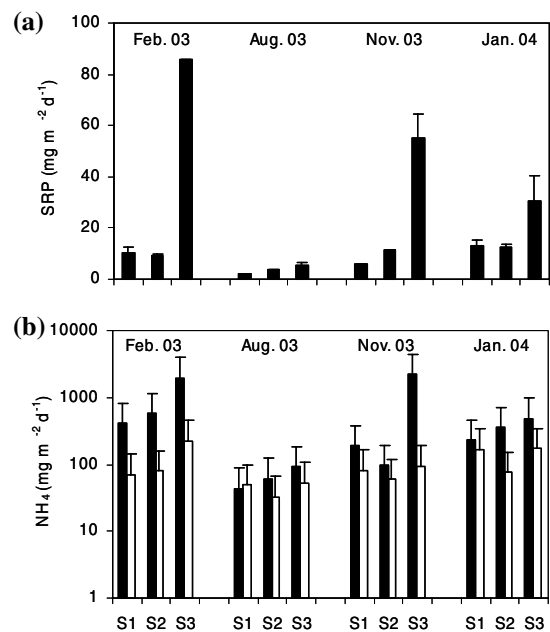 (a)
100
80
60
40
20
0
SRP (mg m⁻² d⁻¹)
Feb. 03 Aug. 03 Nov. 03 Jan. 04
(b)
10000
1000
100
10
1
NH₄ (mg m⁻² d⁻¹)
Feb. 03 Aug. 03 Nov. 03 Jan. 04
S1 S2 S3 S1 S2 S3 S1 S2 S3 S1 S2 S3